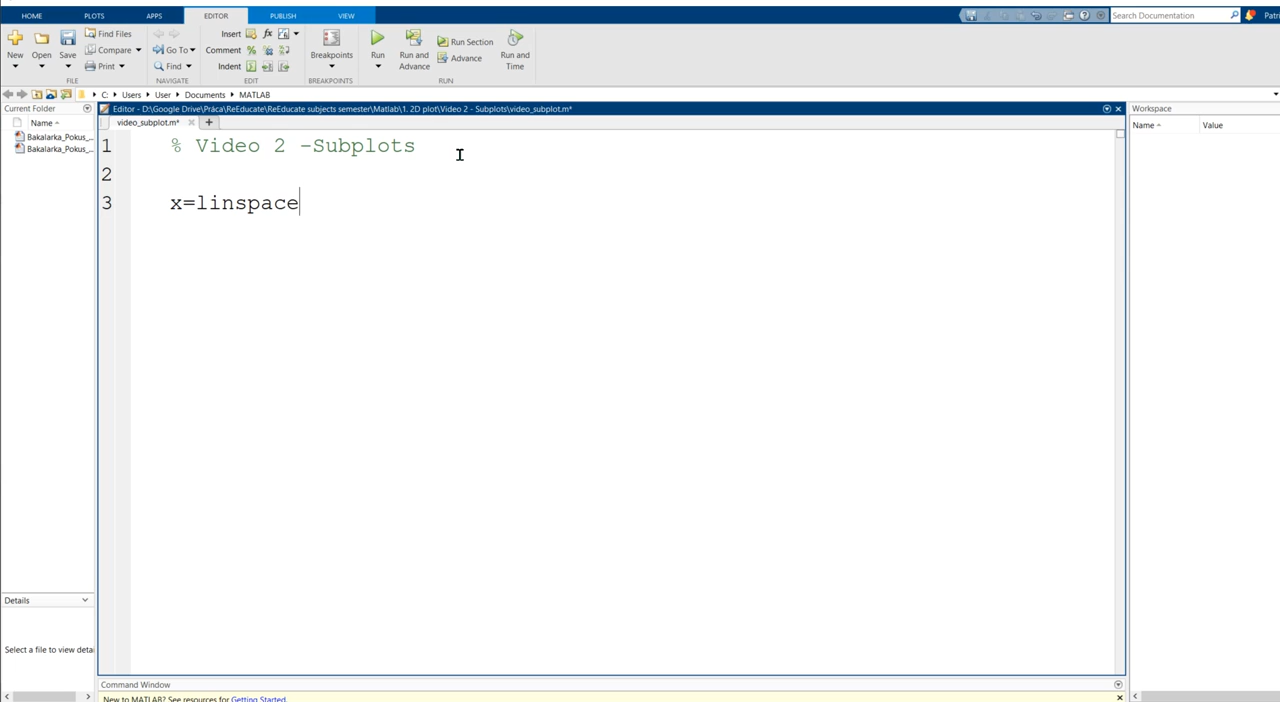 HOME PLOTS APPS EDITOR PUBLISH VIEW
Search Documentation
New
Open
Save
Find Files
Compare
Print
FILE
Go To
Find
NAVIGATE
Insert fx
Comment %
Indent
EDIT
Breakpoints
BREAKPOINTS
Run
Run and
Advance
Run Section
Advance
Run and
Time
RUN
C: Users User Documents MATLAB
Current Folder
Name
Bakalarka_Pokus_...
Bakalarka_Pokus_...
Details
Select a file to view
Editor - D:\Google Drive\Práca\ReEducate\ReEducate subjects semester\Matlab\1. 2D plot\Video 2 - Subplots\video_subplot.m*
video_subplot.m* +
1 % Video 2 -Subplots
2
3 x=linspace
Workspace
Name Value
Command Window
New to MATLAB? See resources for Getting Started.